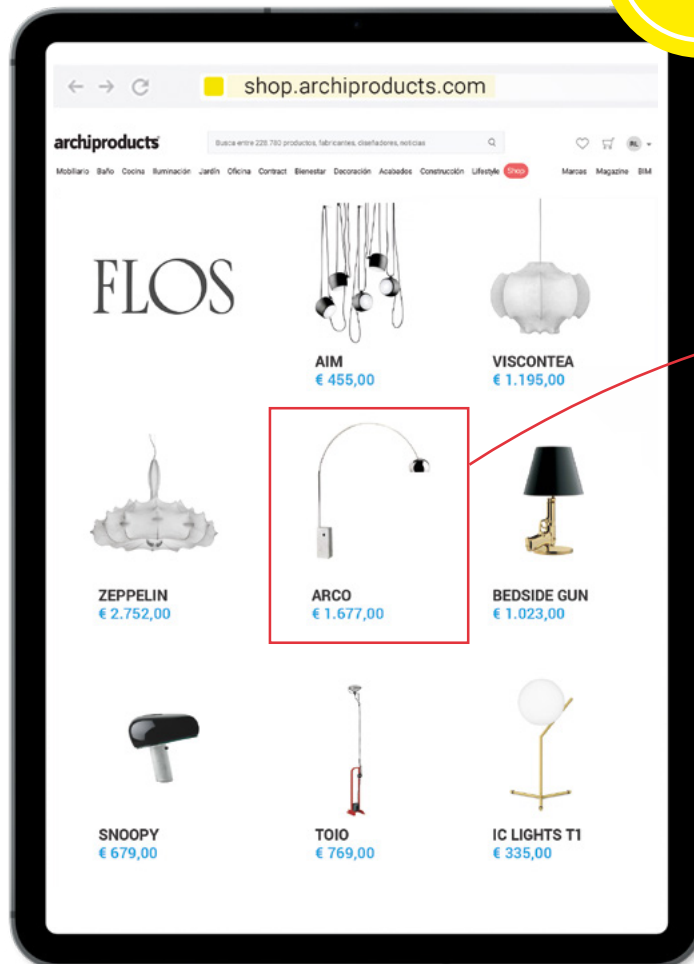 shop.archiproducts.com
archiproducts
Busca entre 228.780 productos, fabricantes, diseñadores, noticias
RL
Mobiliario Baño Cocina Iluminación Jardín Oficina Contract Bienestar Decoración Acabados Construcción Lifestyle Shop Marcas Magazine BIM
FLOS
AIM
€ 455,00
VISCONTEA
€ 1.195,00
ZEPPELIN
€ 2.752,00
ARCO
€ 1.677,00
BEDSIDE GUN
€ 1.023,00
SNOOPY
€ 679,00
TOIO
€ 769,00
IC LIGHTS T1
€ 335,00